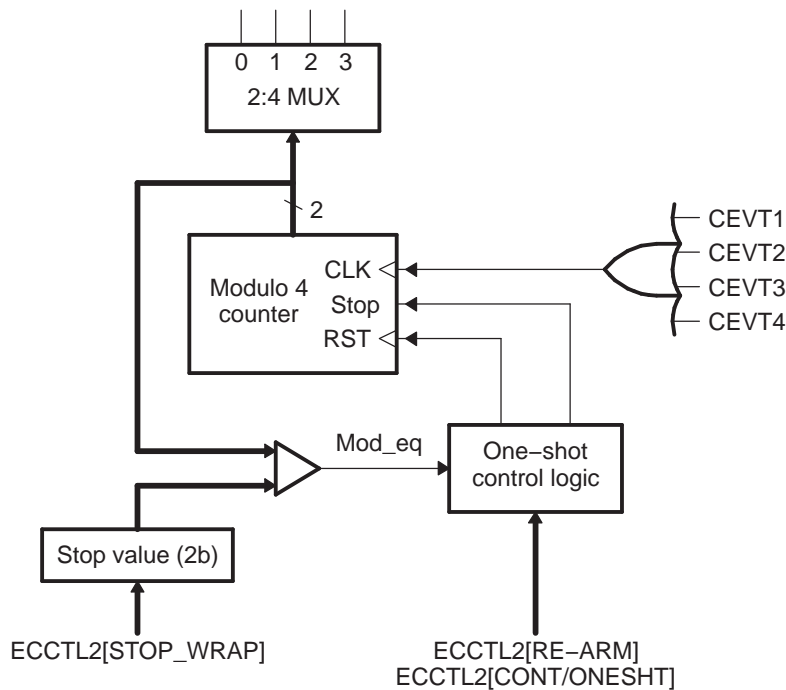 0 1 2 3
2:4 MUX
2
CEVT1
CEVT2
CEVT3
CEVT4
Modulo 4
counter
CLK
Stop
RST
Mod_eq
One–shot
control logic
Stop value (2b)
ECCTL2[STOP_WRAP]
ECCTL2[RE–ARM]
ECCTL2[CONT/ONESHT]